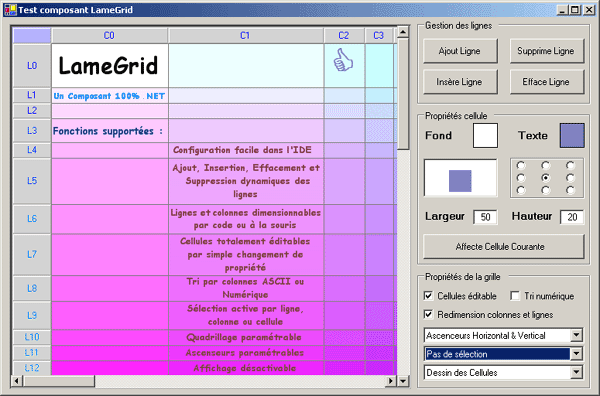 Test composant LameGrid
C0 C1 C2 C3
L0 LameGrid
L1 Un Composant 100% .NET
L2
L3 Fonctions supportées :
L4 Configuration facile dans l'IDE
L5 Ajout, Insertion, Effacement et
Suppression dynamiques des
lignes
L6 Lignes et colonnes dimensionnables
par code ou à la souris
L7 Cellules totalement éditables
par simple changement de
propriété
L8 Tri par colonnes ASCII ou
Numérique
L9 Sélection active par ligne,
colonne ou cellule
L10 Quadrillage paramétrable
L11 Ascenseurs paramétrables
L12 Affichage désactivable
Gestion des lignes
Ajout Ligne Supprime Ligne
Insère Ligne Efface Ligne
Propriétés cellule
Fond Texte
Largeur 50 Hauteur 20
Affecte Cellule Courante
Propriétés de la grille
Cellules éditable Tri numérique
Redimension colonnes et lignes
Ascenceurs Horizontal & Vertical
Pas de sélection
Dessin des Cellules